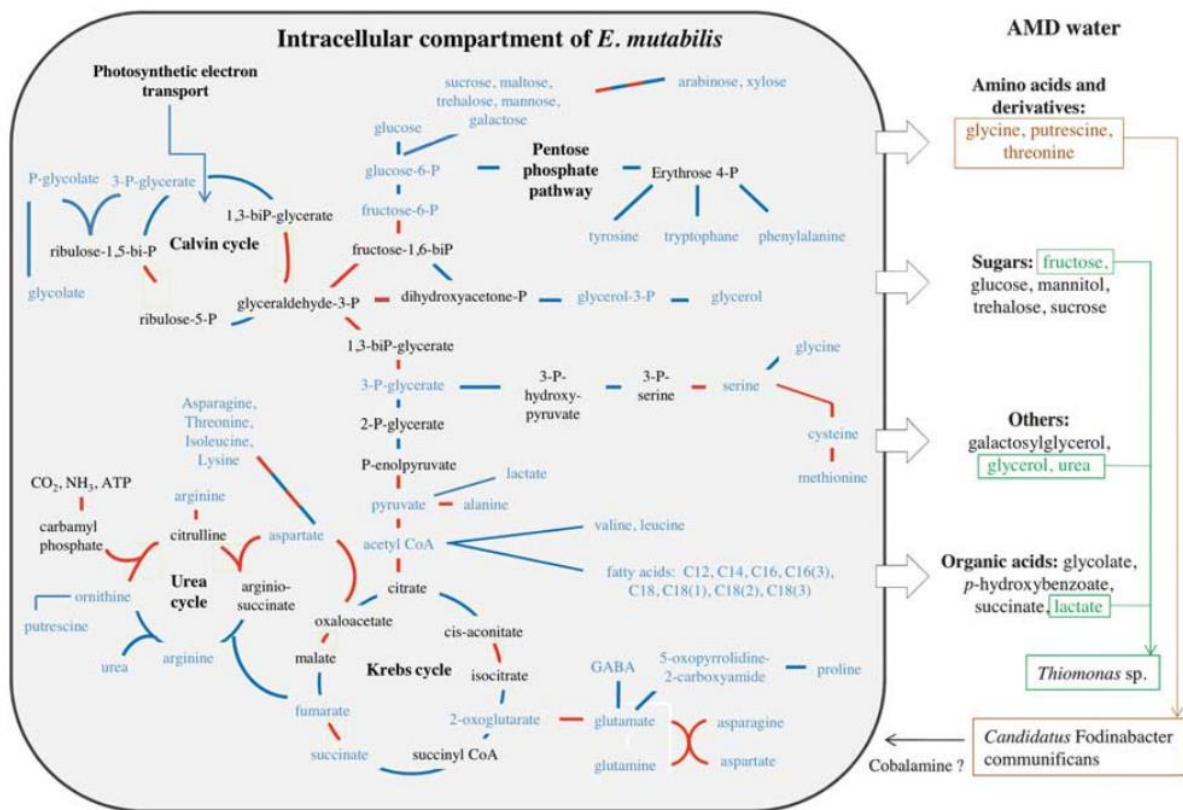 Intracellular compartment of E. mutabilis
Photosynthetic electron
transport
sucrose, maltose,
trehalose, mannose,
galactose
arabinose, xylose
glucose
P-glycolate
3-P-glycerate
glucose-6-P
Pentose
phosphate
pathway
Erythrose 4-P
fructose-6-P
1,3-biP-glycerate
tyrosine
tryptophane
phenylalanine
ribulose-1,5-bi-P
Calvin cycle
fructose-1,6-biP
glycolate
glyceraldehyde-3-P
dihydroxyacetone-P
glycerol-3-P
glycerol
ribulose-5-P
1,3-biP-glycerate
glycine
3-P-glycerate
3-P-
hydroxy-
pyruvate
3-P-
serine
serine
Asparagine,
Threonine,
Isoleucine,
Lysine
2-P-glycerate
cysteine
P-enolpyruvate
lactate
methionine
CO2, NH3, ATP
arginine
pyruvate
alanine
carbamyl
phosphate
citrulline
aspartate
valine, leucine
acetyl CoA
Urea
cycle
arginio-
succinate
citrate
fatty acids: C12, C14, C16, C16(3),
C18, C18(1), C18(2), C18(3)
ornithine
oxaloacetate
cis-aconitate
putrescine
urea
arginine
malate
Krebs cycle
isocitrate
GABA
5-oxopyrrolidine-
2-carboxyamide
proline
fumarate
2-oxoglutarate
glutamate
asparagine
succinate
succinyl CoA
glutamine
aspartate
AMD water
Amino acids and
derivatives:
glycine, putrescine,
threonine
Sugars: fructose,
glucose, mannitol,
trehalose, sucrose
Others:
galactosylglycerol,
glycerol, urea
Organic acids: glycolate,
p-hydroxybenzoate,
succinate, lactate
Thiomonas sp.
Candidatus Fodinabacter
communificans
Cobalamine ?